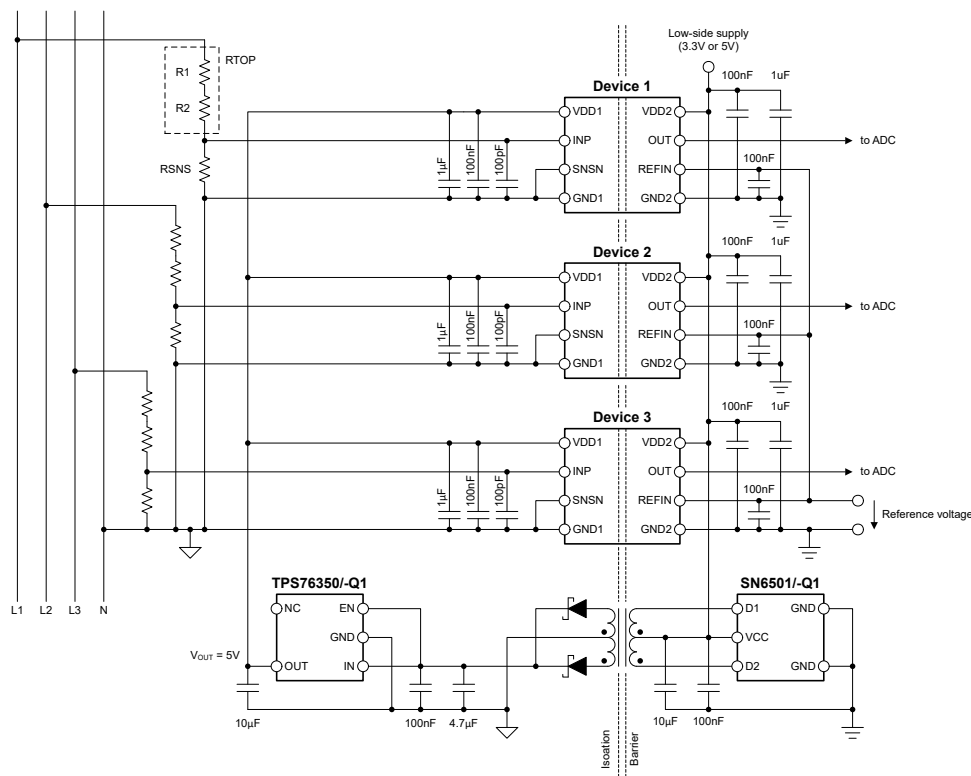 Low-side supply
(3.3V or 5V)
RTOP
R1
R2
RSNS
100nF
1uF
Device 1
VDD1
INP
SNSN
GND1
VDD2
OUT
REFIN
GND2
1µF
100nF
100pF
100nF
to ADC
100nF
1uF
Device 2
VDD1
INP
SNSN
GND1
VDD2
OUT
REFIN
GND2
1µF
100nF
100pF
100nF
to ADC
100nF
1uF
Device 3
VDD1
INP
SNSN
GND1
VDD2
OUT
REFIN
GND2
1µF
100nF
100pF
100nF
to ADC
Reference voltage
L1
L2
L3
N
TPS76350/-Q1
NC
EN
GND
OUT
IN
VOUT = 5V
10µF
100nF
4.7µF
SN6501/-Q1
D1
VCC
D2
GND
GND
10µF
100nF
Isoation
Barrier